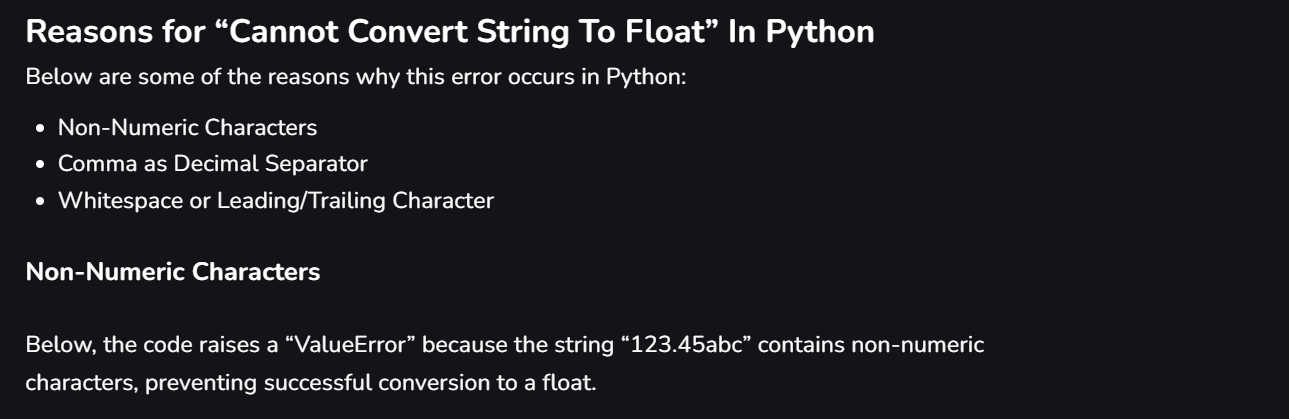 Reasons for “Cannot Convert String To Float” In Python
Below are some of the reasons why this error occurs in Python:
• Non-Numeric Characters
• Comma as Decimal Separator
• Whitespace or Leading/Trailing Character
Non-Numeric Characters
Below, the code raises a “ValueError” because the string “123.45abc” contains non-numeric
characters, preventing successful conversion to a float.